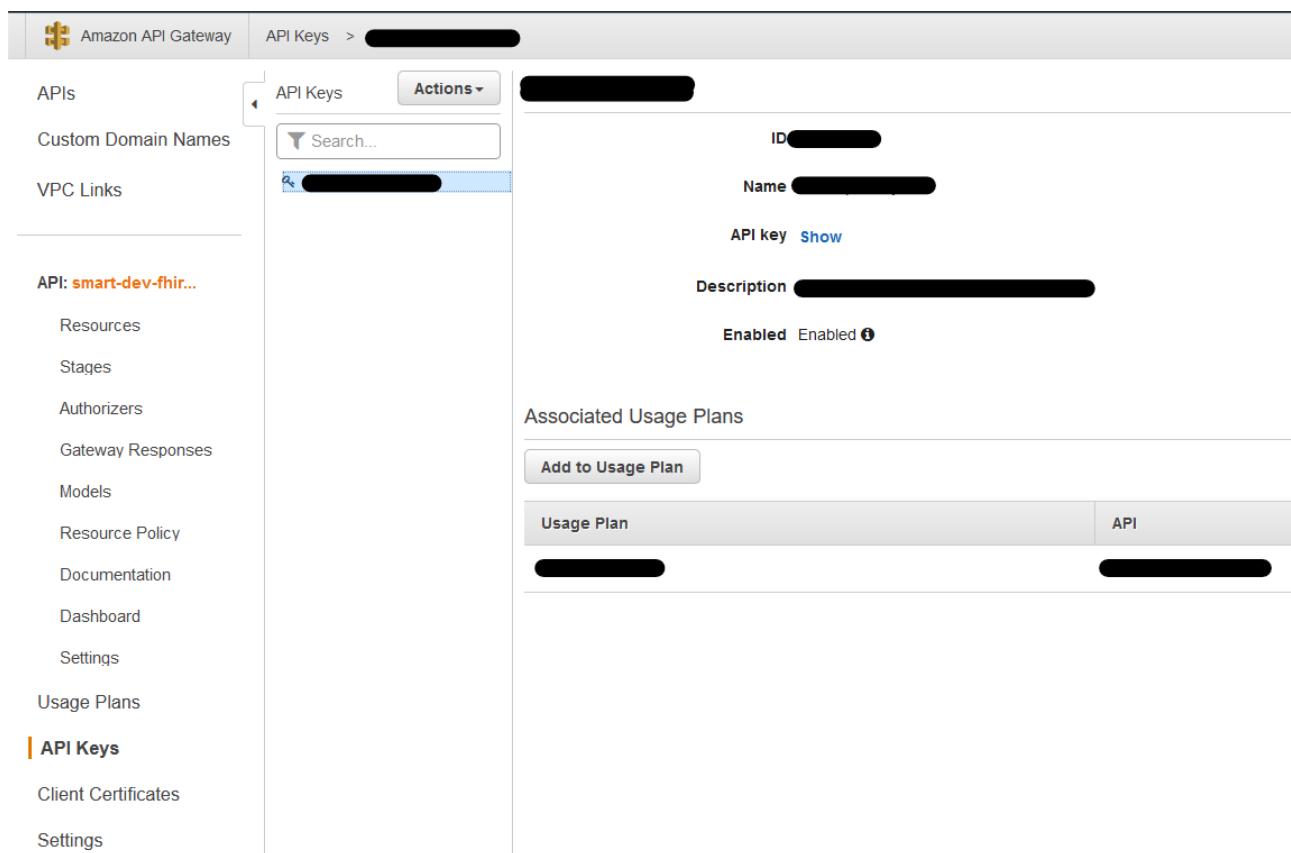 Amazon API Gateway
API Keys >
APIs
Custom Domain Names
VPC Links
API: smart-dev-fhir...
Resources
Stages
Authorizers
Gateway Responses
Models
Resource Policy
Documentation
Dashboard
Settings
Usage Plans
API Keys
Client Certificates
Settings
API Keys
Actions
Search...
ID
Name
API key Show
Description
Enabled Enabled
Associated Usage Plans
Add to Usage Plan
Usage Plan API